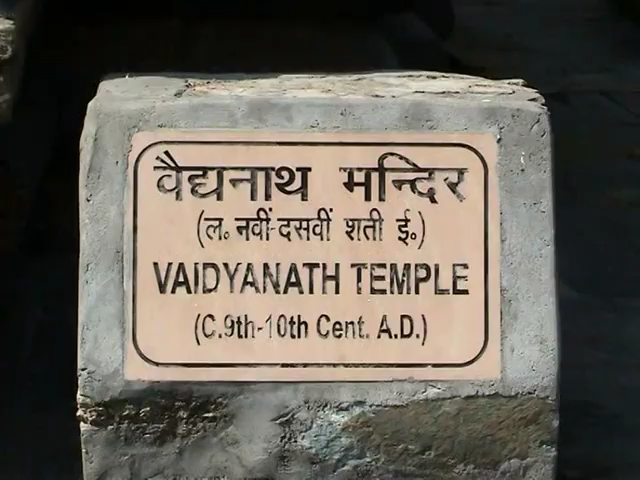 वैद्यनाथ मन्दिर
(ल॰ नवीं-दसवीं शती ई॰)
VAIDYANATH TEMPLE
(C.9th-10th Cent. A.D.)